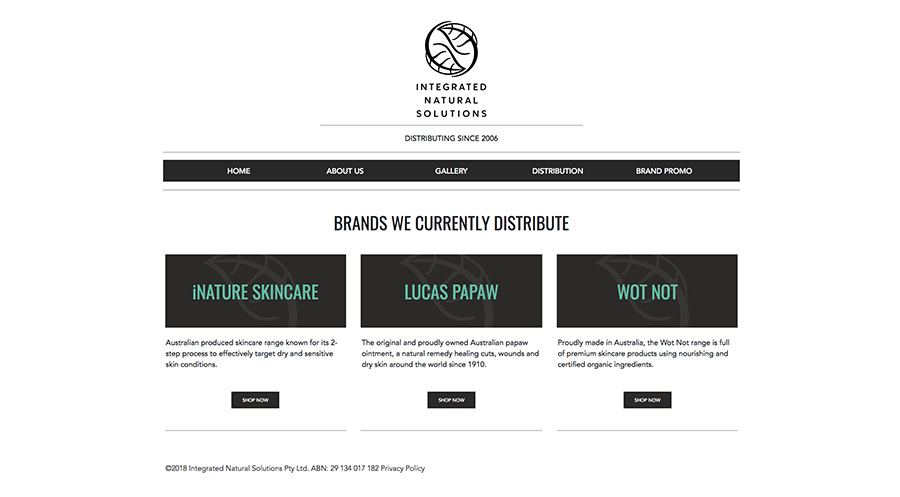 INTEGRATED
NATURAL
SOLUTIONS
DISTRIBUTING SINCE 2006
HOME ABOUT US GALLERY DISTRIBUTION BRAND PROMO
BRANDS WE CURRENTLY DISTRIBUTE
iNATURE SKINCARE
Australian produced skincare range known for its 2-
step process to effectively target dry and sensitive
skin conditions.
SHOP NOW
LUCAS PAPAW
The original and proudly owned Australian papaw
ointment, a natural remedy healing cuts, wounds and
dry skin around the world since 1910.
SHOP NOW
WOT NOT
Proudly made in Australia, the Wot Not range is full
of premium skincare products using nourishing and
certified organic ingredients.
SHOP NOW
©2018 Integrated Natural Solutions Pty Ltd. ABN: 29 134 017 182 Privacy Policy